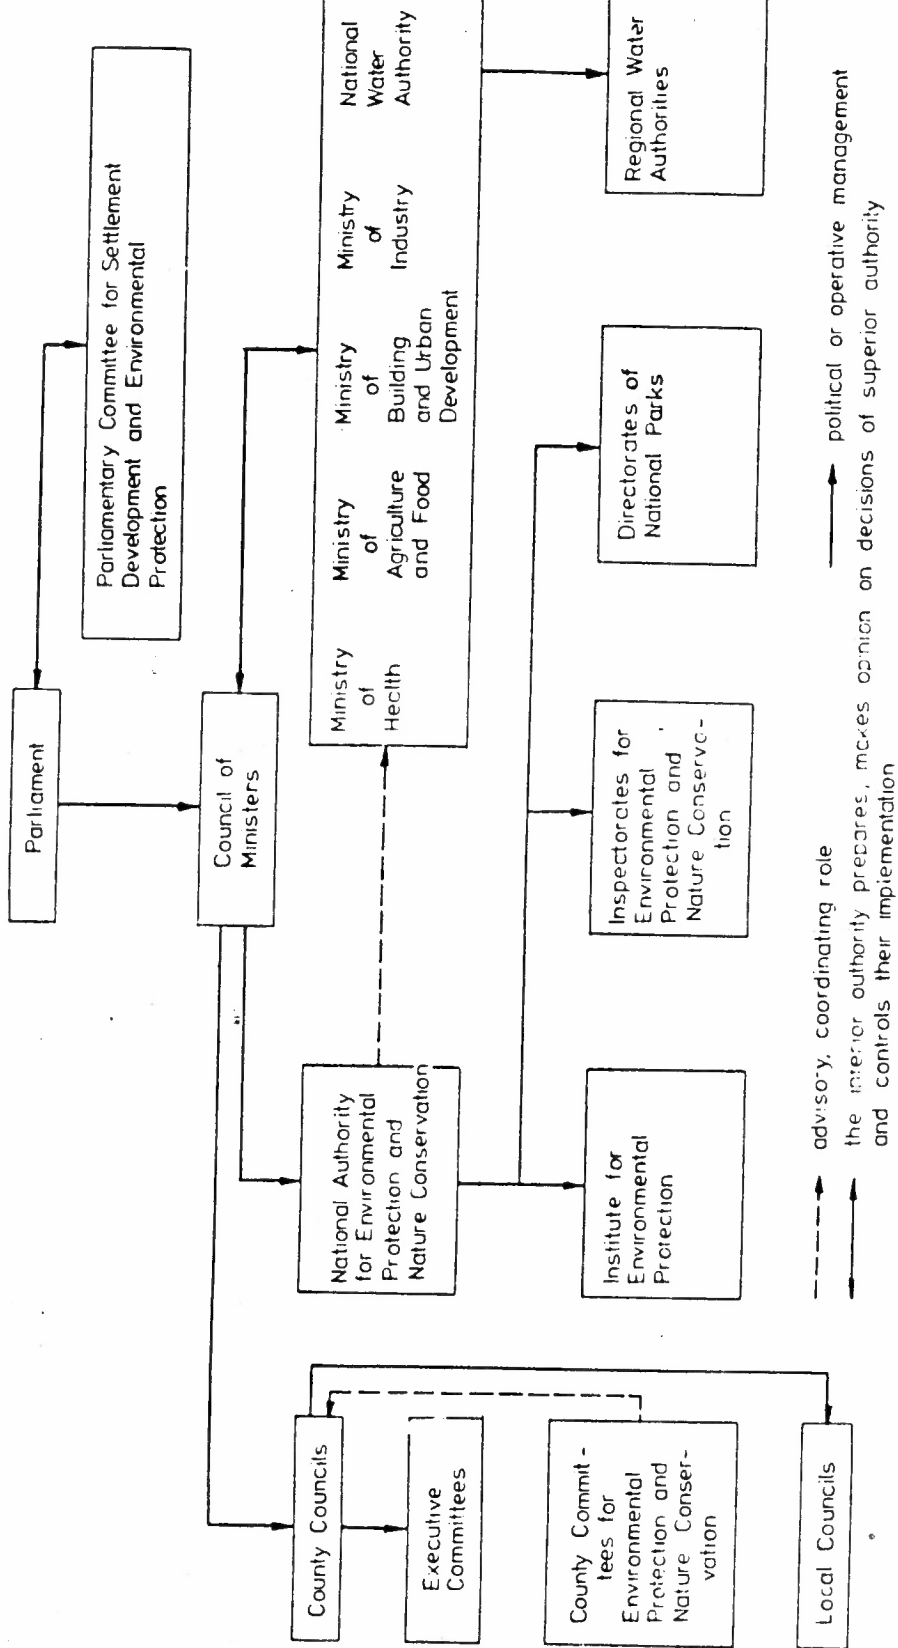 Parliament
Parliamentary Committee for Settlement
Development and Environmental
Protection
Council of
Ministers
Ministry
of
Health
Ministry
of
Agriculture
and Food
Ministry
of
Building
and Urban
Development
Ministry
of
Industry
National
Water
Authority
County Councils
Executive
Committees
County Commit-
tees for
Environmental
Protection and
Nature Conser-
vation
Local Councils
National Authority
for Environmental
Protection and
Nature Conservation
Institute for
Environmental
Protection
Inspectorates for
Environmental
Protection and
Nature Conserva-
tion
Directorates of
National Parks
Regional Water
Authorities
advisory, coordinating role
political or operative management
the interior authority prepares, makes opinion on decisions of superior authority
and controls their implementation